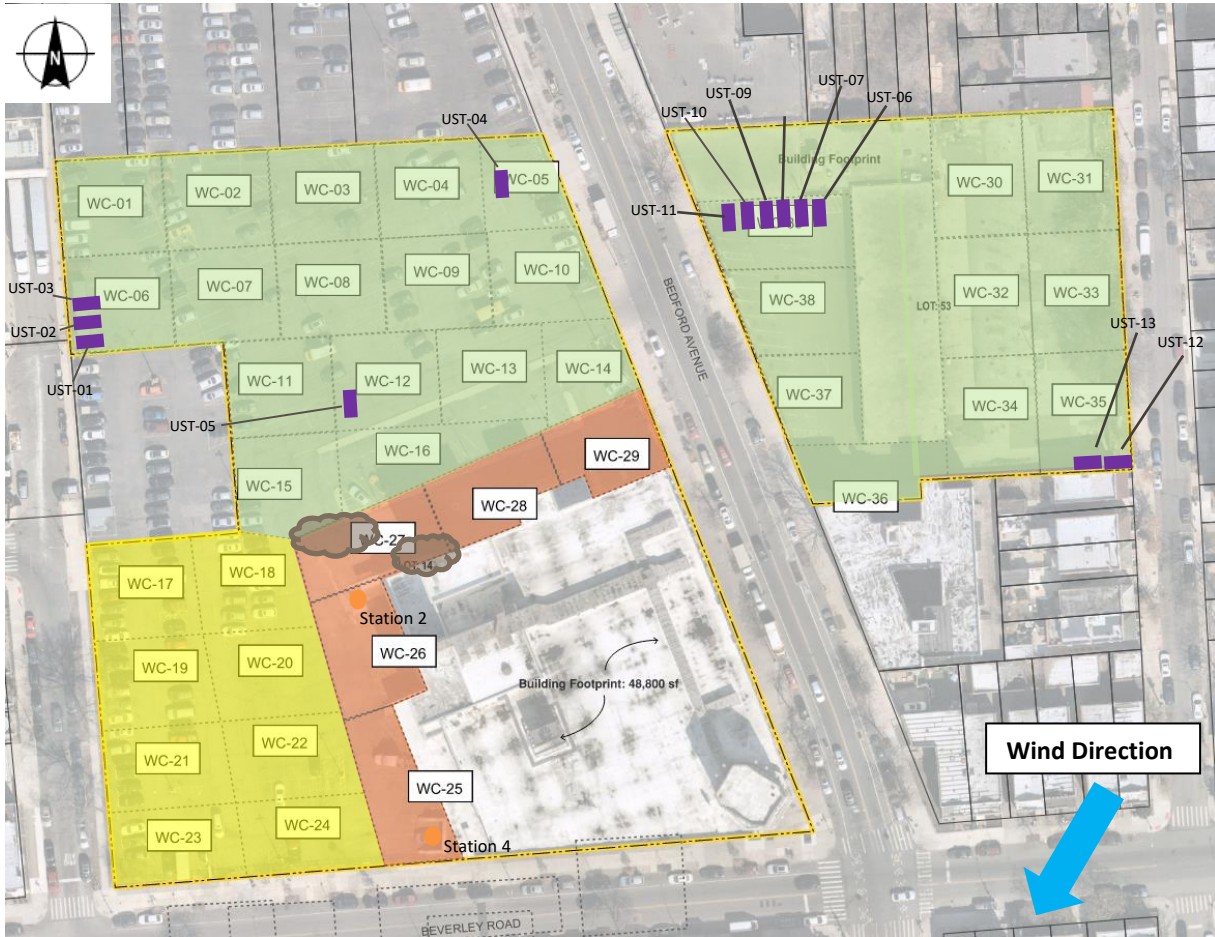 N
UST-04
UST-10
UST-09
UST-07
UST-06
WC-01
WC-02
WC-03
WC-04
WC-05
Building Footprint
WC-30
WC-31
UST-11
UST-03
WC-06
WC-07
WC-08
WC-09
WC-10
WC-38
LOT: 53
WC-32
WC-33
UST-02
UST-01
UST-13
UST-12
BEDFORD AVENUE
WC-11
WC-12
WC-13
WC-14
WC-37
WC-34
WC-35
UST-05
WC-16
WC-29
WC-15
WC-28
WC-36
WC-27
WC-17
WC-18
Station 2
WC-19
WC-20
WC-26
Building Footprint: 48,800 sf
WC-21
WC-22
Wind Direction
WC-25
WC-23
WC-24
Station 4
BEVERLEY ROAD